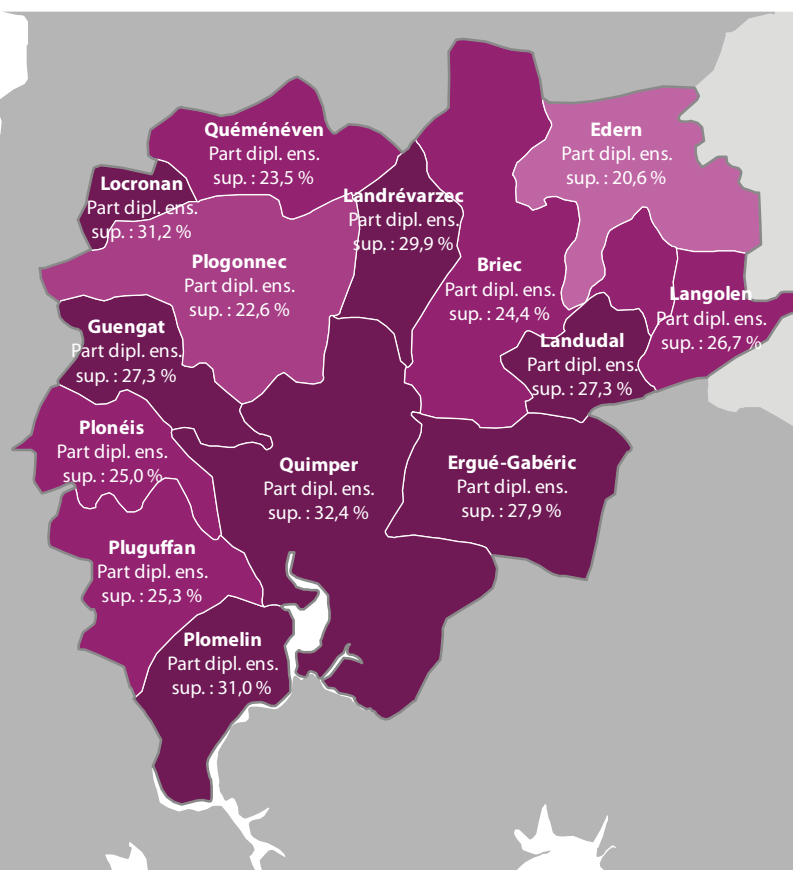 Quéménéven
Part dipl. ens.
sup. : 23,5 %
Edern
Part dipl. ens.
sup. : 20,6 %
Locronan
Part dipl. ens.
sup. : 31,2 %
Landrévarzec
Part dipl. ens.
sup. : 29,9 %
Plogonnec
Part dipl. ens.
sup. : 22,6 %
Briec
Part dipl. ens.
sup. : 24,4 %
Langolen
Part dipl. ens.
sup. : 26,7 %
Guengat
Part dipl. ens.
sup. : 27,3 %
Landudal
Part dipl. ens.
sup. : 27,3 %
Plonéis
Part dipl. ens.
sup. : 25,0 %
Quimper
Part dipl. ens.
sup. : 32,4 %
Ergué-Gabéric
Part dipl. ens.
sup. : 27,9 %
Pluguffan
Part dipl. ens.
sup. : 25,3 %
Plomelin
Part dipl. ens.
sup. : 31,0 %